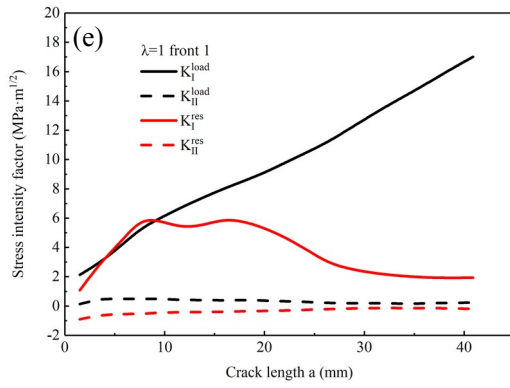 (e)
λ=1 front 1
K_I^load
K_II^load
K_I^res
K_II^res
Stress intensity factor (MPa·m^1/2)
20
18
16
14
12
10
8
6
4
2
0
-2
0 10 20 30 40
Crack length a (mm)